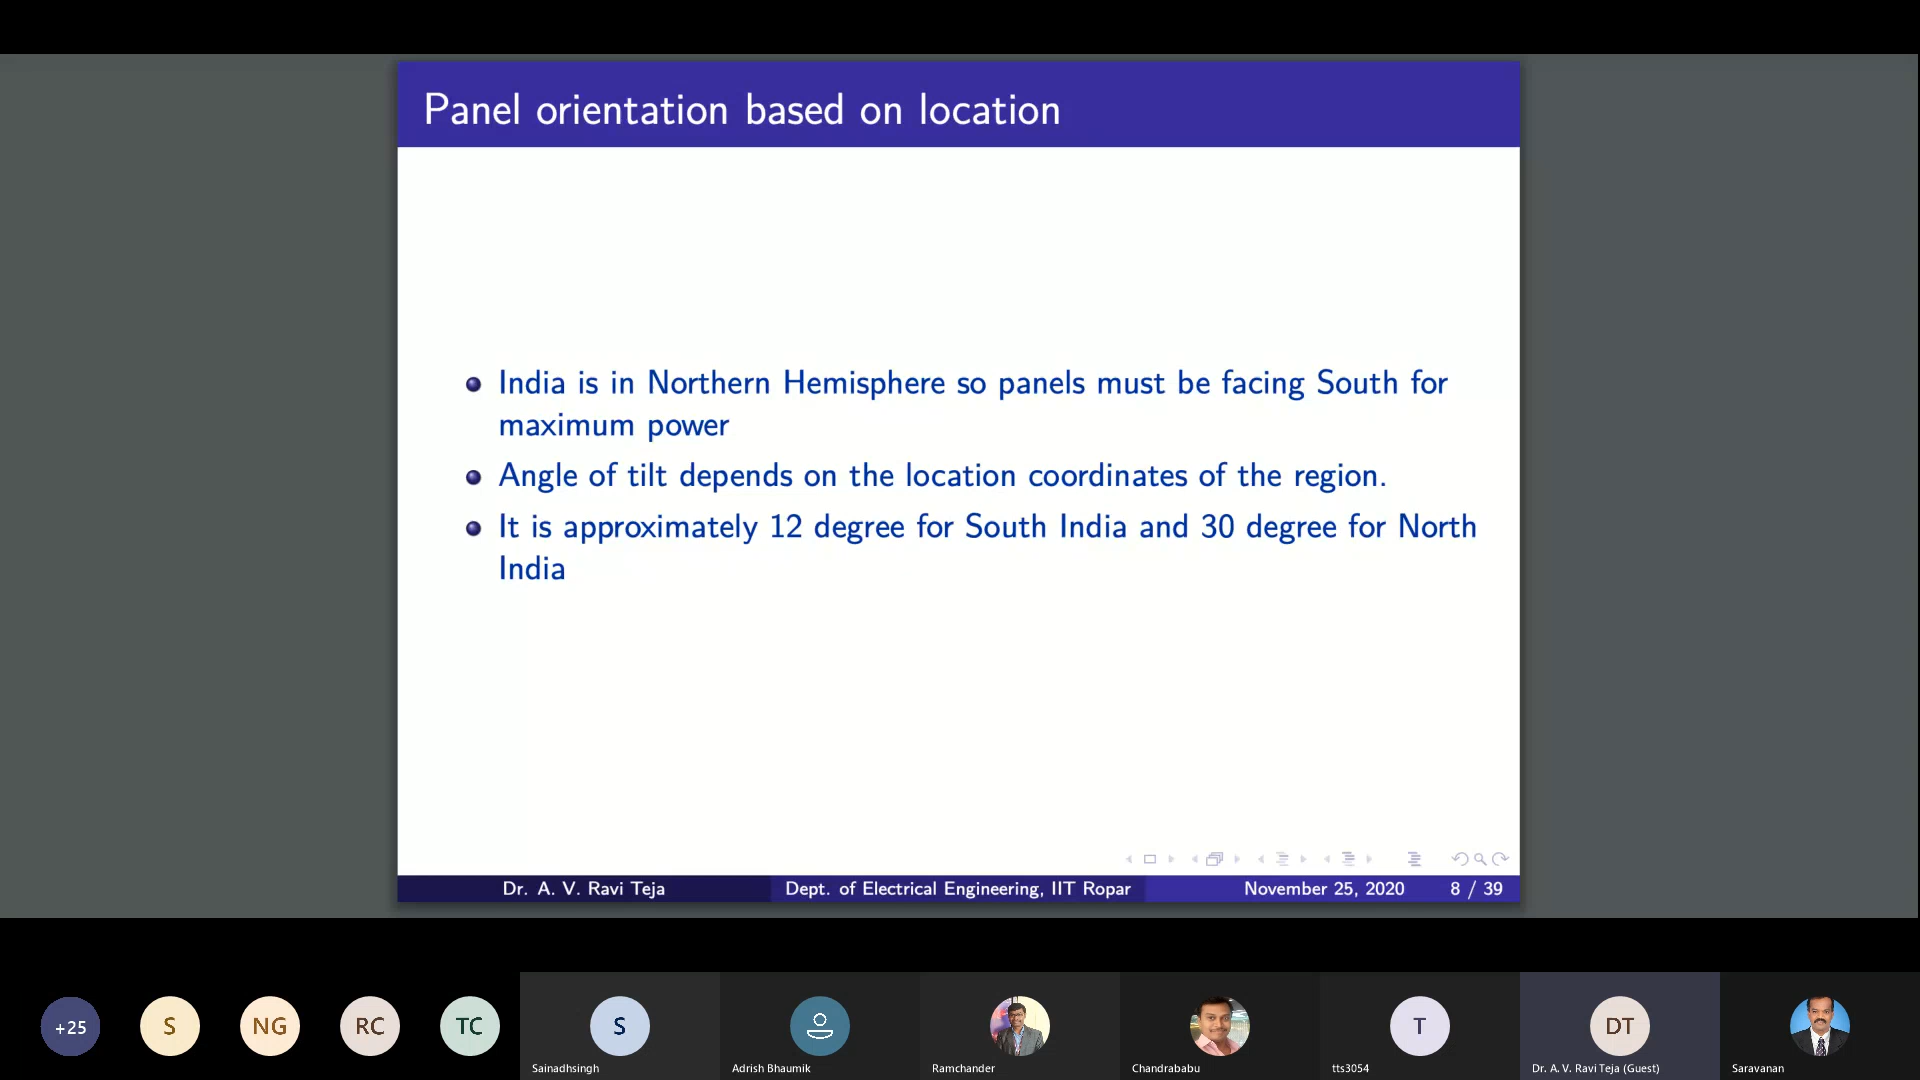 Panel orientation based on location
India is in Northern Hemisphere so panels must be facing South for
maximum power
Angle of tilt depends on the location coordinates of the region.
It is approximately 12 degree for South India and 30 degree for North
India
Dr. A. V. Ravi Teja Dept. of Electrical Engineering, IIT Ropar November 25, 2020 8 / 39
+25 S NG RC TC S T DT
Sainadhsingh Adrish Bhaumik Ramchander Chandrababu tts3054 Dr. A. V. Ravi Teja (Guest) Saravanan